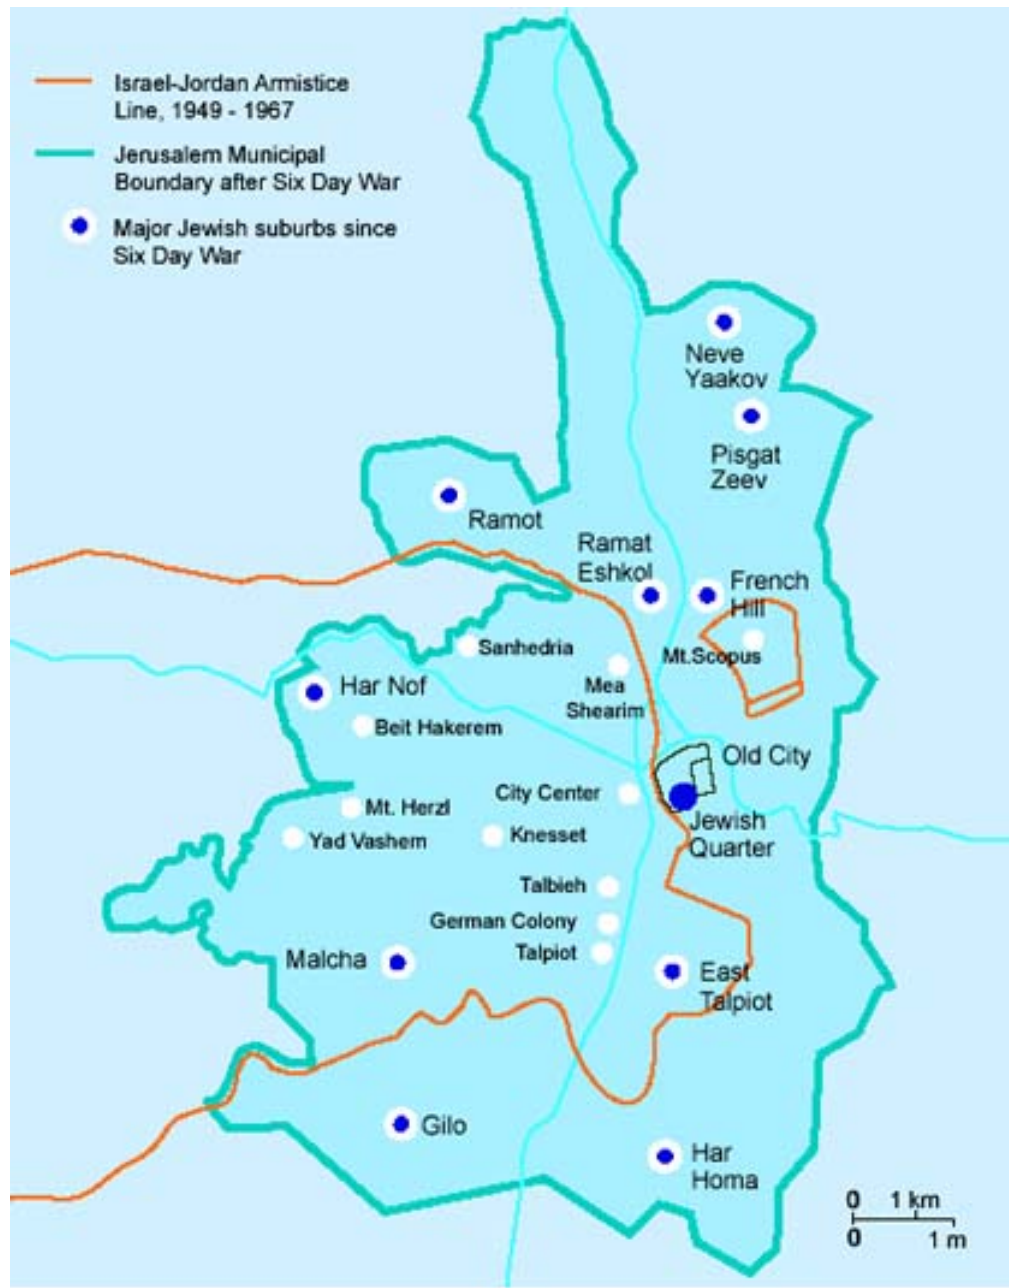 Israel-Jordan Armistice
Line, 1949 - 1967
Jerusalem Municipal
Boundary after Six Day War
Major Jewish suburbs since
Six Day War
Neve
Yaakov
Pisgat
Zeev
Ramot
Ramat
Eshkol
French
Hill
Sanhedria
Mt.Scopus
Mea
Shearim
Har Nof
Beit Hakerem
Old City
City Center
Mt. Herzl
Jewish
Quarter
Knesset
Yad Vashem
Talbieh
German Colony
Talpiot
Malcha
East
Talpiot
Gilo
Har
Homa
0 1 km
0 1 m